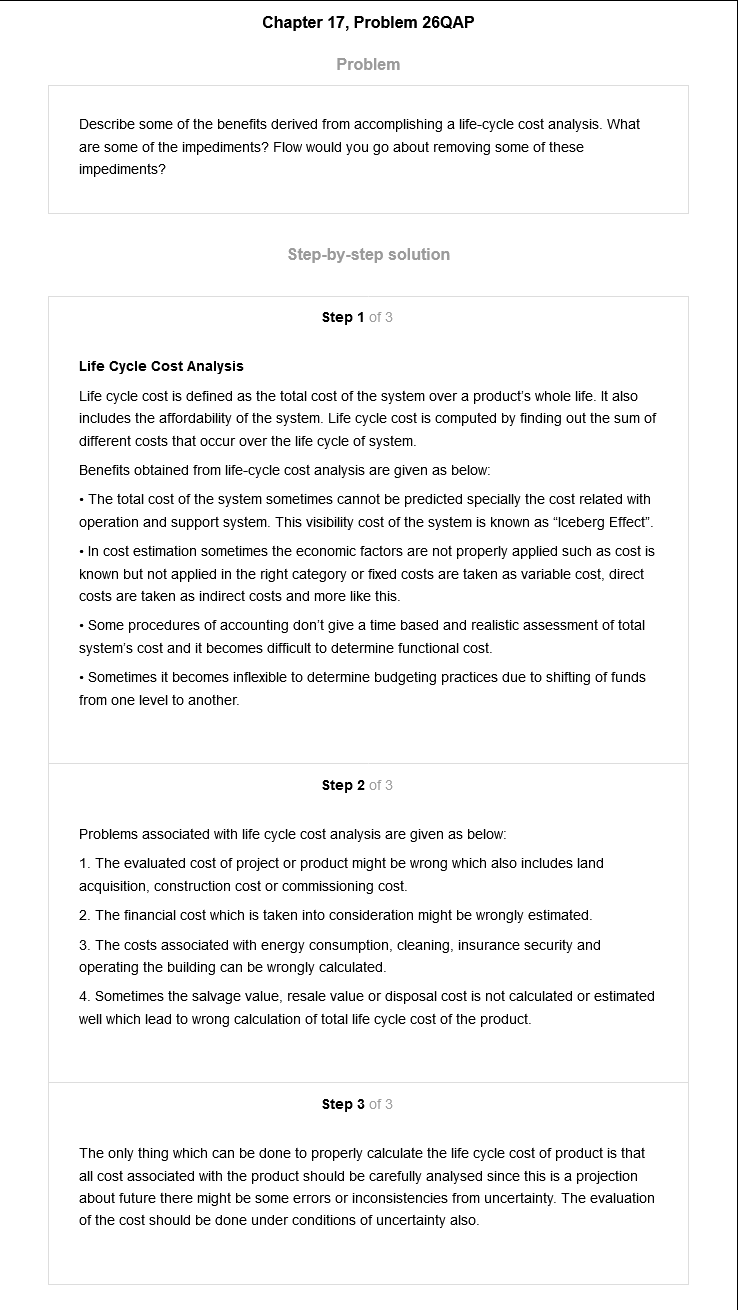 Chapter 17, Problem 26QAP
Problem
Describe some of the benefits derived from accomplishing a life-cycle cost analysis. What
are some of the impediments? Flow would you go about removing some of these
impediments?
Step-by-step solution
Step 1 of 3
Life Cycle Cost Analysis
Life cycle cost is defined as the total cost of the system over a product's whole life. It also
includes the affordability of the system. Life cycle cost is computed by finding out the sum of
different costs that occur over the life cycle of system.
Benefits obtained from life-cycle cost analysis are given as below:
• The total cost of the system sometimes cannot be predicted specially the cost related with
operation and support system. This visibility cost of the system is known as “Iceberg Effect”.
• In cost estimation sometimes the economic factors are not properly applied such as cost is
known but not applied in the right category or fixed costs are taken as variable cost, direct
costs are taken as indirect costs and more like this.
• Some procedures of accounting don't give a time based and realistic assessment of total
system's cost and it becomes difficult to determine functional cost.
• Sometimes it becomes inflexible to determine budgeting practices due to shifting of funds
from one level to another.
Step 2 of 3
Problems associated with life cycle cost analysis are given as below:
1. The evaluated cost of project or product might be wrong which also includes land
acquisition, construction cost or commissioning cost.
2. The financial cost which is taken into consideration might be wrongly estimated.
3. The costs associated with energy consumption, cleaning, insurance security and
operating the building can be wrongly calculated.
4. Sometimes the salvage value, resale value or disposal cost is not calculated or estimated
well which lead to wrong calculation of total life cycle cost of the product.
Step 3 of 3
The only thing which can be done to properly calculate the life cycle cost of product is that
all cost associated with the product should be carefully analysed since this is a projection
about future there might be some errors or inconsistencies from uncertainty. The evaluation
of the cost should be done under conditions of uncertainty also.